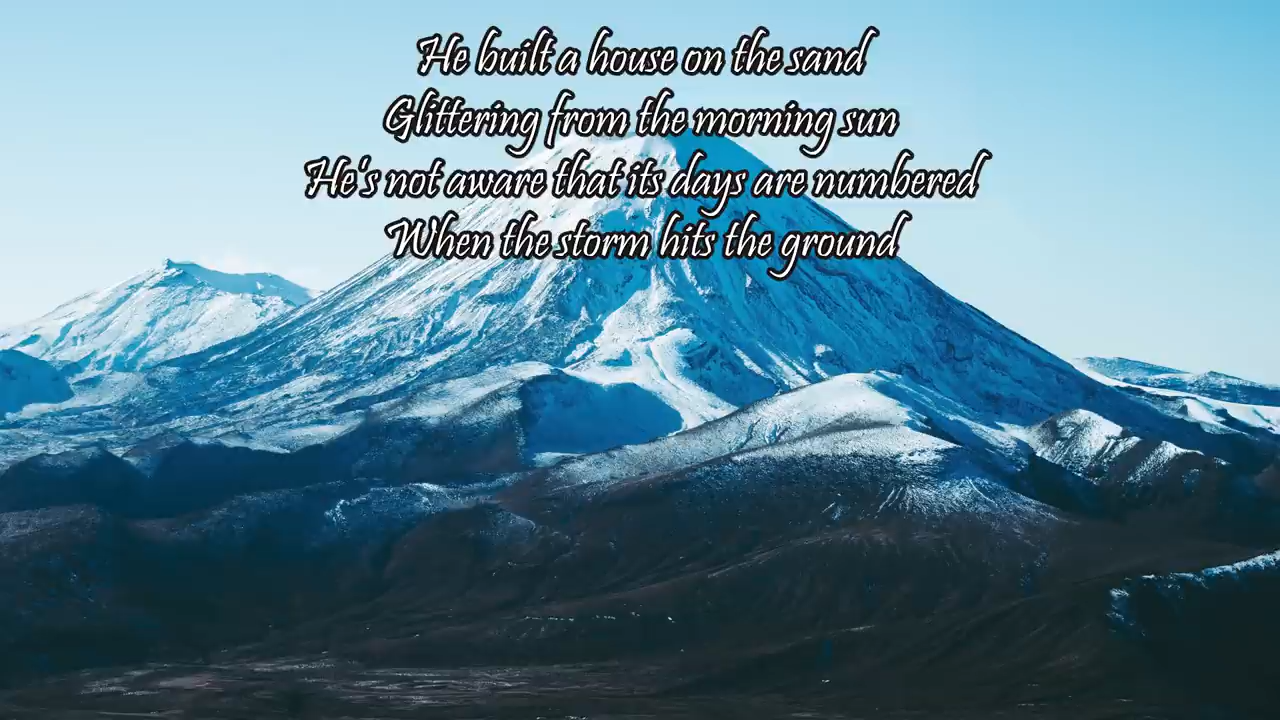 He built a house on the sand
Glittering from the morning sun
He's not aware that its days are numbered
When the storm hits the ground